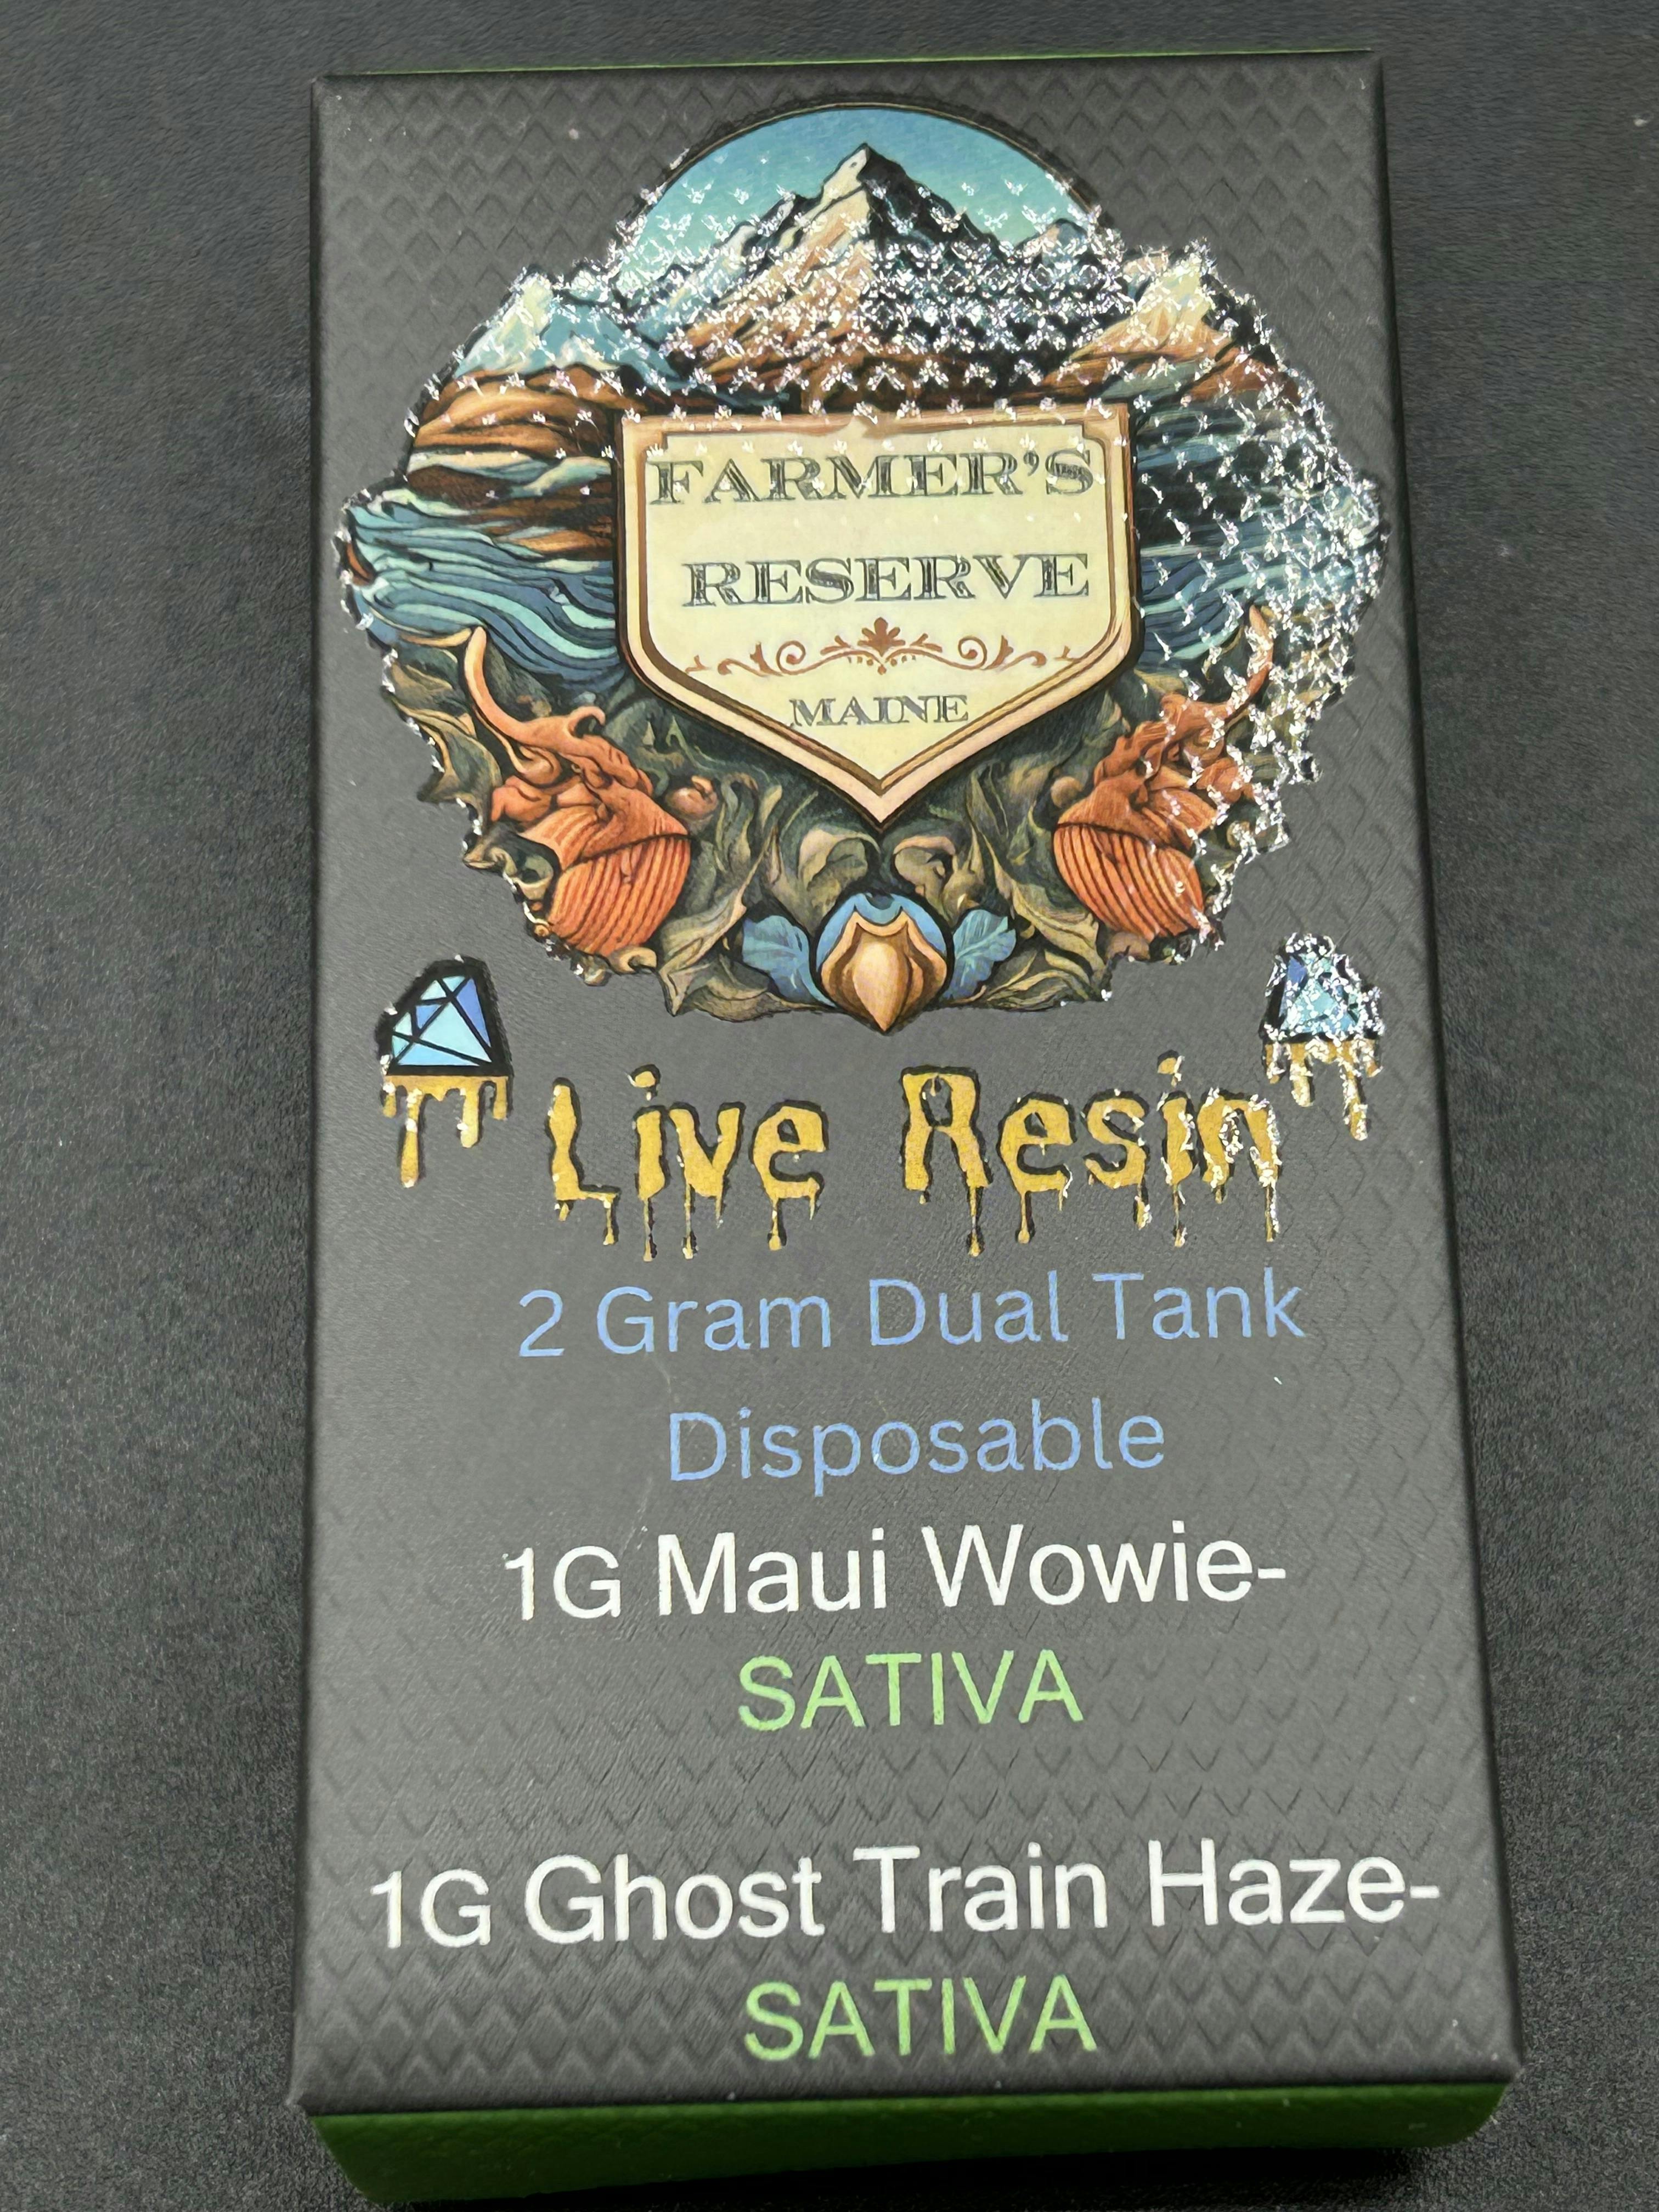 FARMER'S
RESERVE
MAINE
Live Resin
2 Gram Dual Tank
Disposable
1G Maui Wowie-
SATIVA
1G Ghost Train Haze-
SATIVA